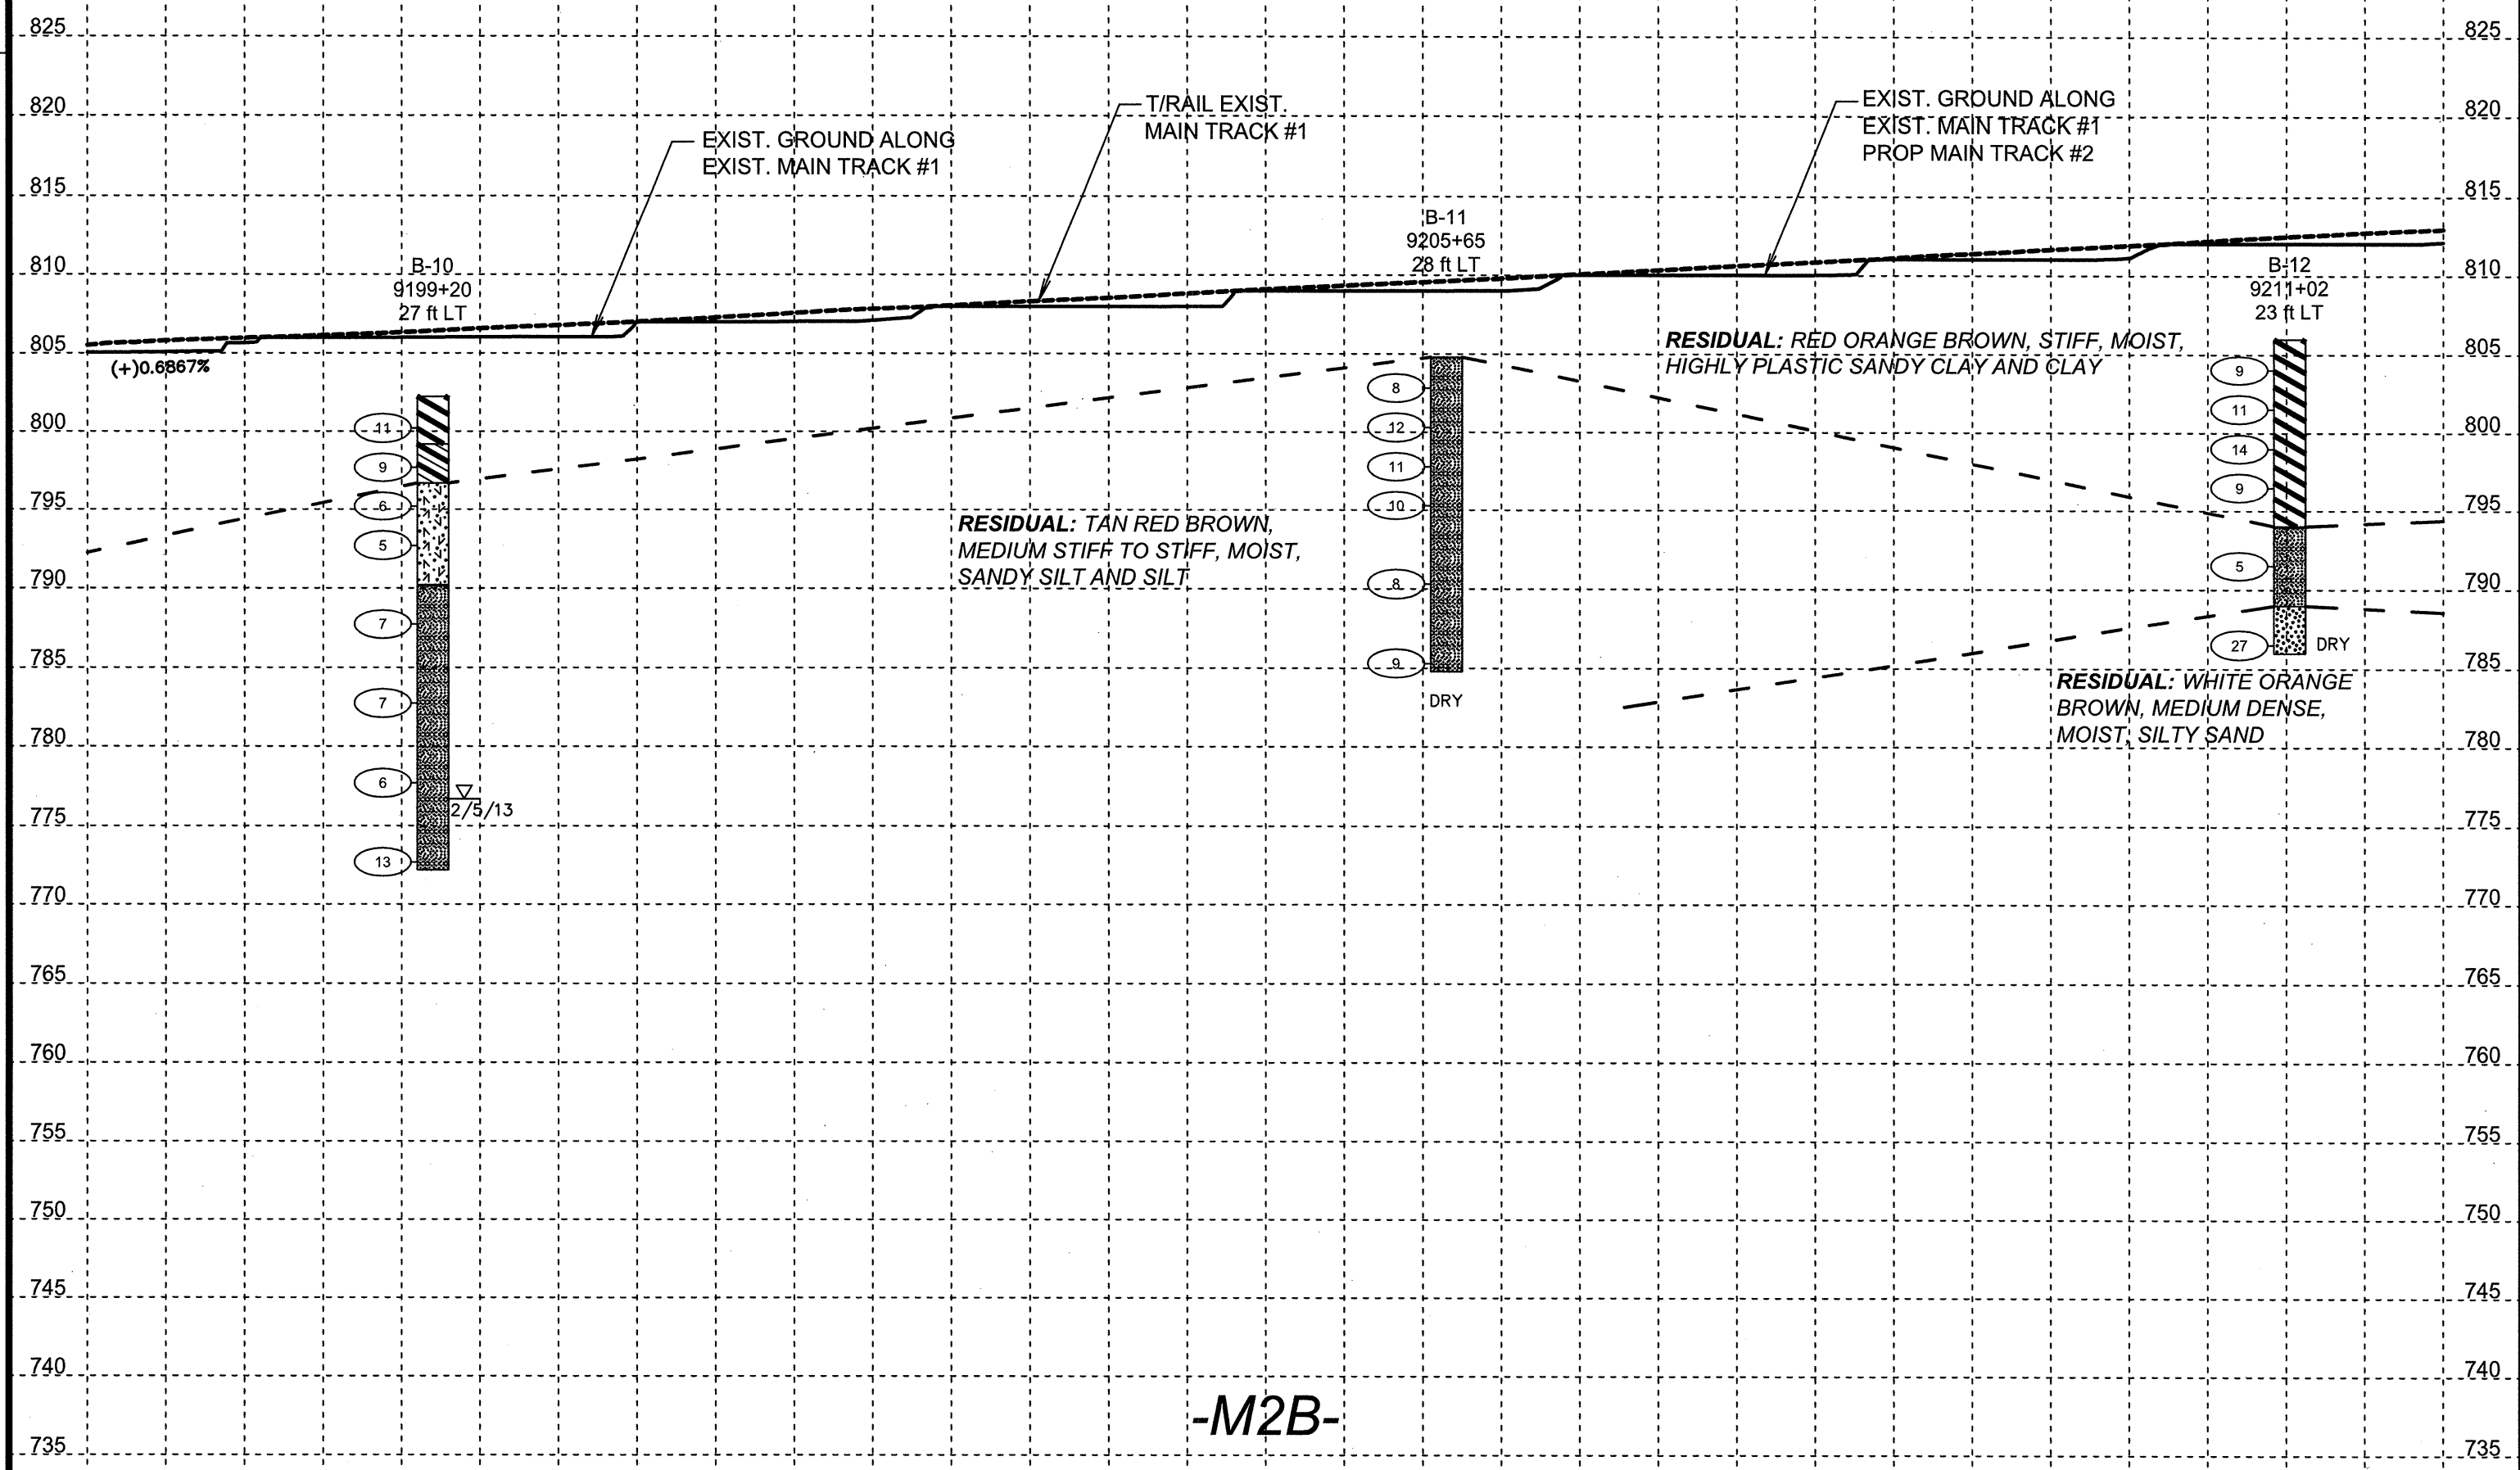 825 825
820 820
T/RAIL EXIST.
MAIN TRACK #1
EXIST. GROUND ALONG
EXIST. MAIN TRACK #1
PROP MAIN TRACK #2
EXIST. GROUND ALONG
EXIST. MAIN TRACK #1
815 815
B-11
9205+65
28 ft LT
810 810
B-10
9199+20
27 ft LT
B-12
9211+02
23 ft LT
805 805
(+)0.6867%
RESIDUAL: RED ORANGE BROWN, STIFF, MOIST,
HIGHLY PLASTIC SANDY CLAY AND CLAY
800 800
11
9
6
5
7
7
6
13
2/5/13
8
12
11
10
8
9
DRY
9
11
14
9
5
27
DRY
795 795
RESIDUAL: TAN RED BROWN,
MEDIUM STIFF TO STIFF, MOIST,
SANDY SILT AND SILT
790 790
785 785
RESIDUAL: WHITE ORANGE
BROWN, MEDIUM DENSE,
MOIST, SILTY SAND
780 780
775 775
770 770
765 765
760 760
755 755
750 750
745 745
740 740
-M2B-
735 735